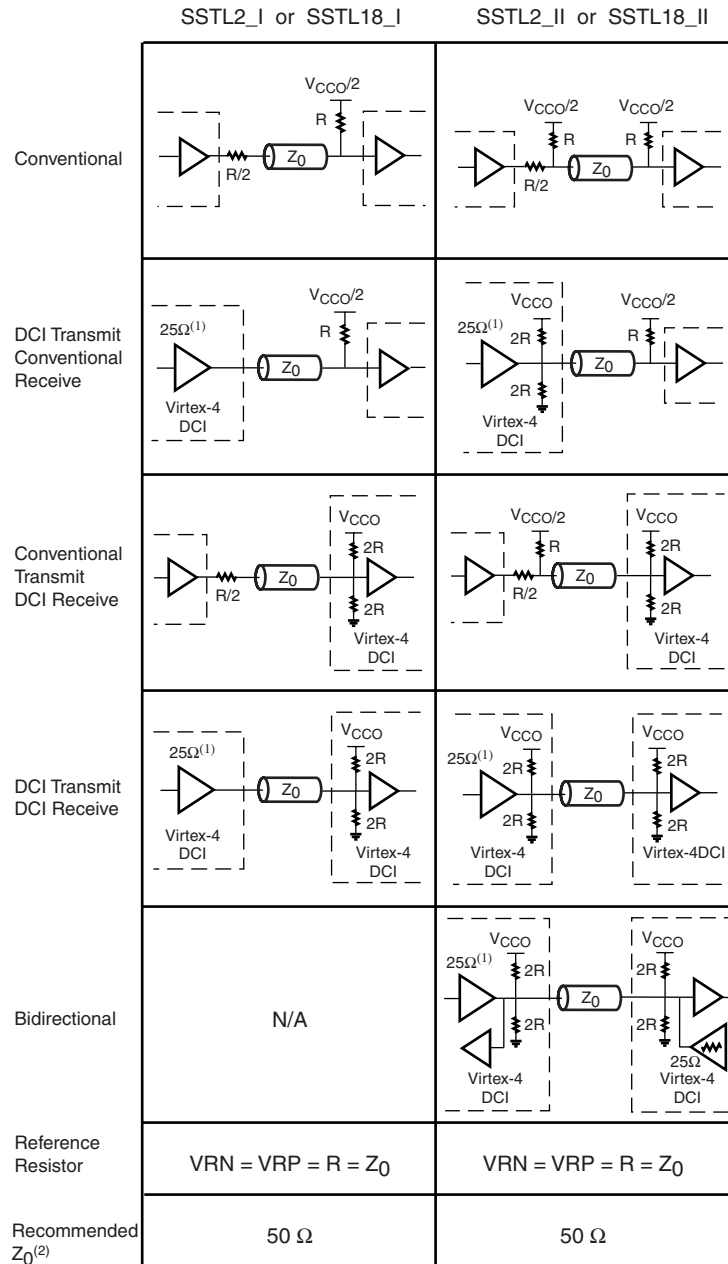 SSTL2_I or SSTL18_I
SSTL2_II or SSTL18_II
Conventional
VCCO/2
R
R/2
Z0
VCCO/2
VCCO/2
R
R
R/2
Z0
DCI Transmit
Conventional
Receive
25Ω(1)
VCCO/2
R
Z0
Virtex-4
DCI
25Ω(1)
VCCO
2R
2R
VCCO/2
R
Z0
Virtex-4
DCI
Conventional
Transmit
DCI Receive
R/2
Z0
VCCO
2R
2R
Virtex-4
DCI
VCCO/2
R
R/2
Z0
VCCO
2R
2R
Virtex-4
DCI
DCI Transmit
DCI Receive
25Ω(1)
Virtex-4
DCI
Z0
VCCO
2R
2R
Virtex-4
DCI
25Ω(1)
VCCO
2R
2R
Virtex-4
DCI
Z0
VCCO
2R
2R
Virtex-4DCI
Bidirectional
N/A
25Ω(1)
VCCO
2R
2R
Virtex-4
DCI
Z0
VCCO
2R
2R
25Ω
Virtex-4
DCI
Reference
Resistor
VRN = VRP = R = Z0
VRN = VRP = R = Z0
Recommended
Z0(2)
50 Ω
50 Ω